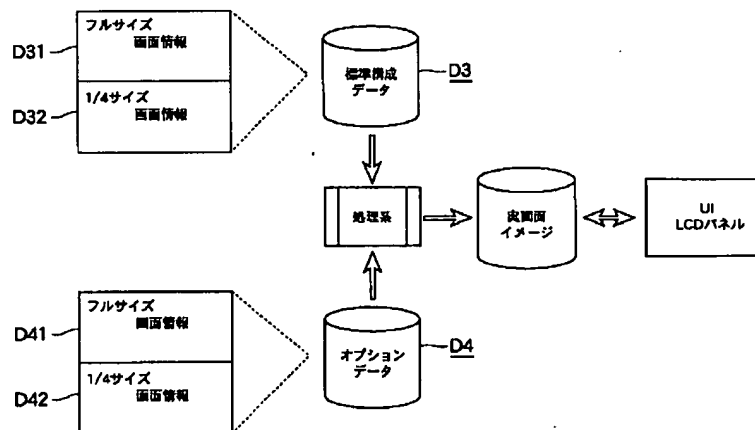 D31
フルサイズ
画面情報
D32
1/4サイズ
画面情報
標準構成
データ
D3
処理系
実画面
イメージ
UI
LCDパネル
D41
フルサイズ
画面情報
D42
1/4サイズ
画面情報
オプション
データ
D4